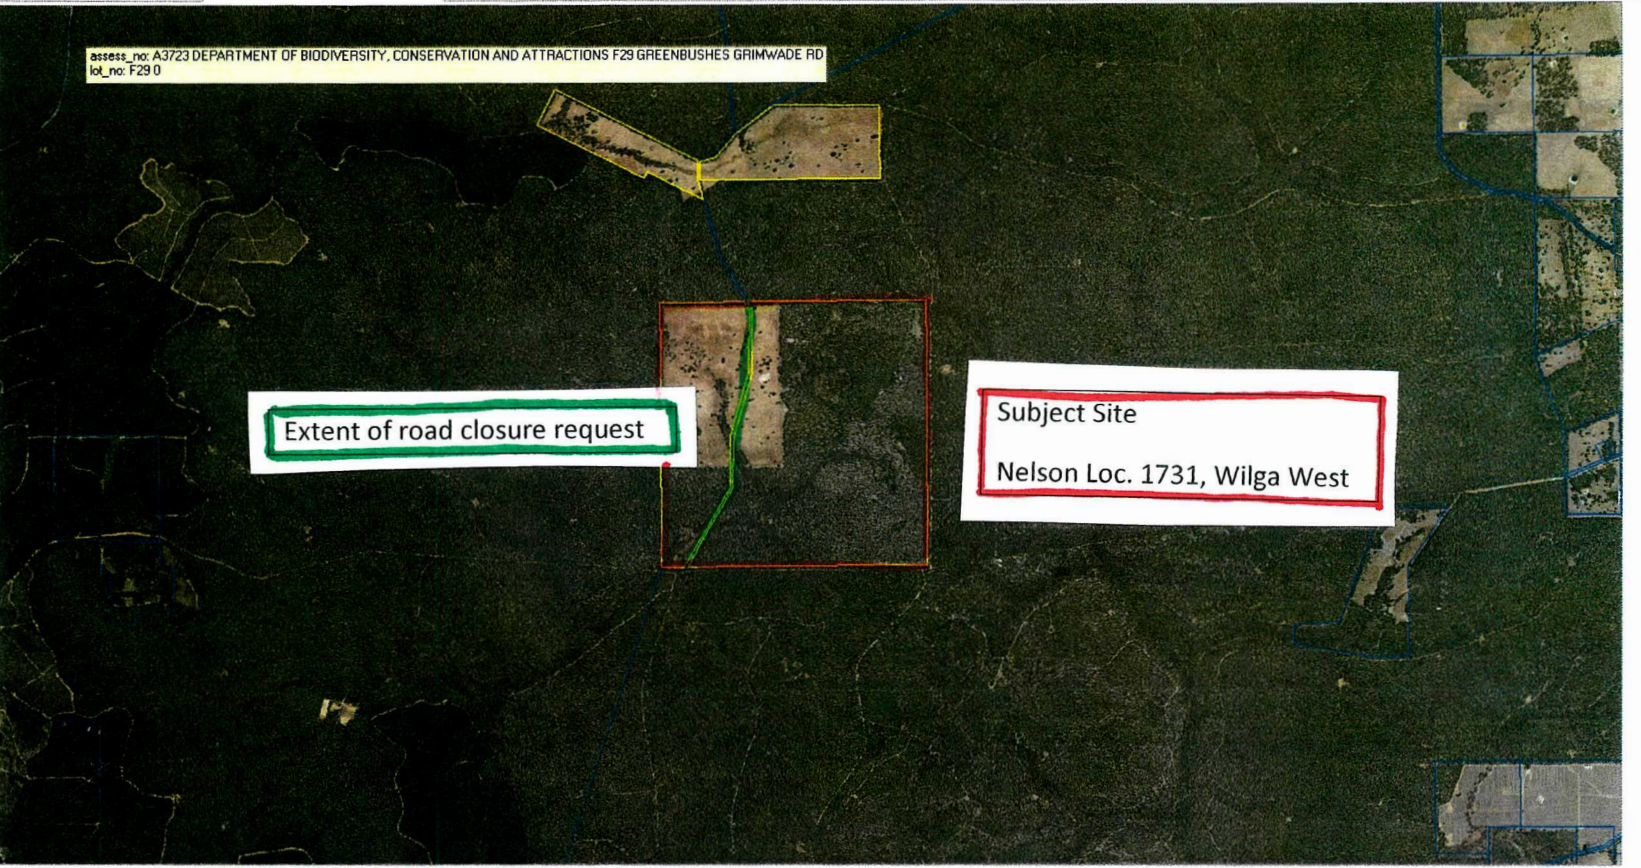 assess_no: A3723 DEPARTMENT OF BIODIVERSITY, CONSERVATION AND ATTRACTIONS F29 GREENBUSHES GRIMWADE RD
lot_no: F29 0
Extent of road closure request
Subject Site
Nelson Loc. 1731, Wilga West